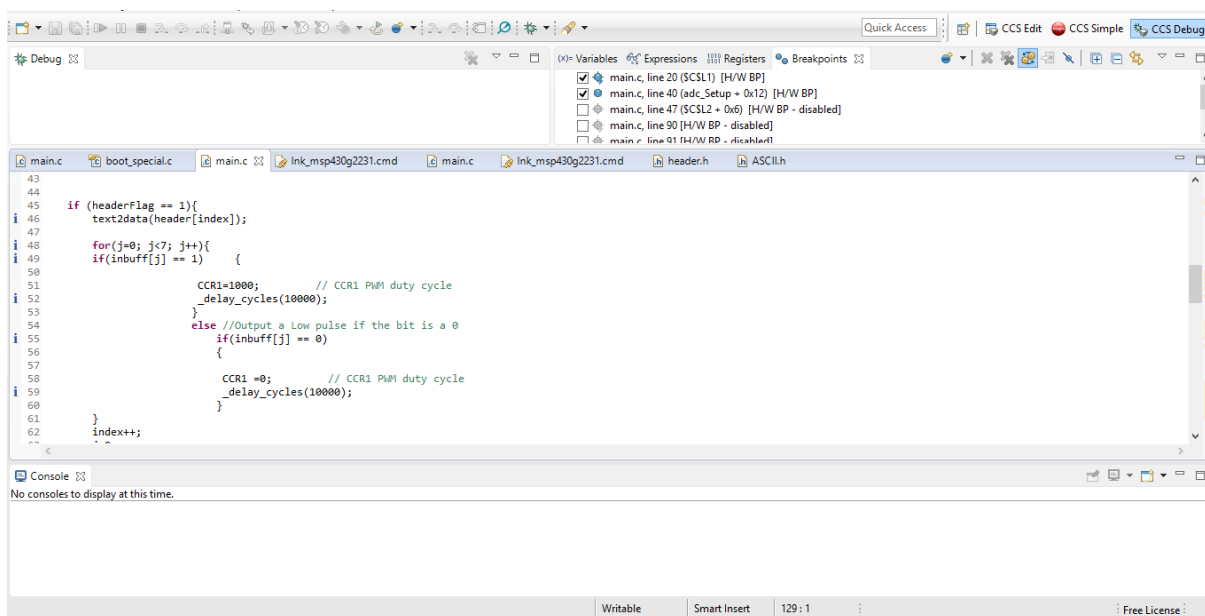 Quick Access
CCS Edit
CCS Simple
CCS Debug
Debug
(x)= Variables
Expressions
Registers
Breakpoints
main.c, line 20 ($C$L1) [H/W BP]
main.c, line 40 (adc_Setup + 0x12) [H/W BP]
main.c, line 47 ($C$L2 + 0x6) [H/W BP - disabled]
main.c, line 90 [H/W BP - disabled]
main.c, line 91 [H/W BP - disabled]
main.c
boot_special.c
main.c
lnk_msp430g2231.cmd
main.c
lnk_msp430g2231.cmd
header.h
ASCII.h
43
44
45 if (headerFlag == 1){
46 text2data(header[index]);
47
48 for(j=0; j<7; j++){
49 if(inbuff[j] == 1) {
50
51 CCR1=1000; // CCR1 PWM duty cycle
52 _delay_cycles(10000);
53 }
54 else //Output a Low pulse if the bit is a 0
55 if(inbuff[j] == 0)
56 {
57
58 CCR1 =0; // CCR1 PWM duty cycle
59 _delay_cycles(10000);
60 }
61 }
62 index++;
Console
No consoles to display at this time.
Writable
Smart Insert
129 : 1
Free License